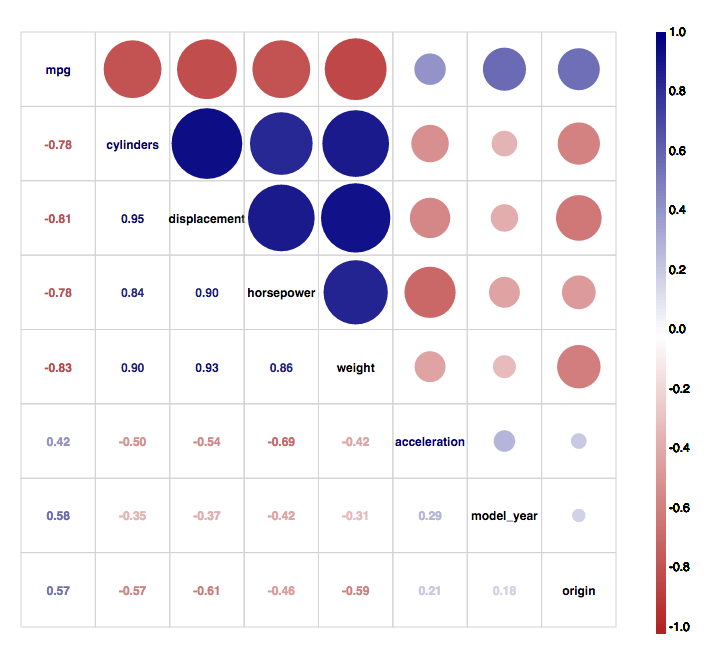 mpg
-0.78 cylinders
-0.81 0.95 displacement
-0.78 0.84 0.90 horsepower
-0.83 0.90 0.93 0.86 weight
0.42 -0.50 -0.54 -0.69 -0.42 acceleration
0.58 -0.35 -0.37 -0.42 -0.31 0.29 model_year
0.57 -0.57 -0.61 -0.46 -0.59 0.21 0.18 origin
1.0
0.8
0.6
0.4
0.2
0.0
-0.2
-0.4
-0.6
-0.8
-1.0